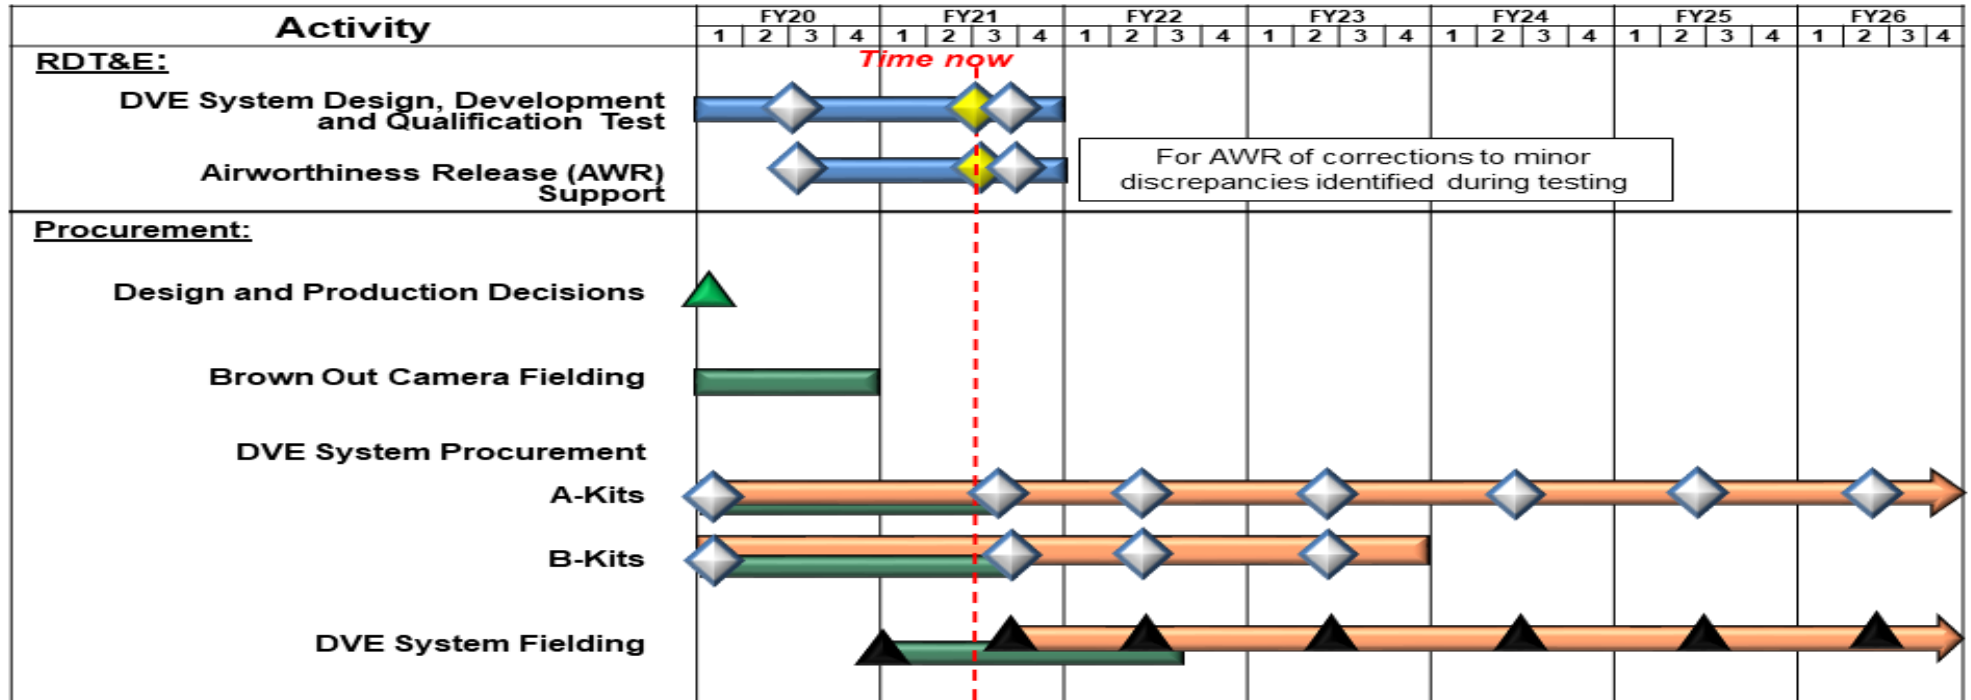 Activity
FY20 FY21 FY22 FY23 FY24 FY25 FY26
1 2 3 4 1 2 3 4 1 2 3 4 1 2 3 4 1 2 3 4 1 2 3 4 1 2 3 4
RDT&E:
Time now
DVE System Design, Development
and Qualification Test
Airworthiness Release (AWR)
Support
For AWR of corrections to minor
discrepancies identified during testing
Procurement:
Design and Production Decisions
Brown Out Camera Fielding
DVE System Procurement
A-Kits
B-Kits
DVE System Fielding